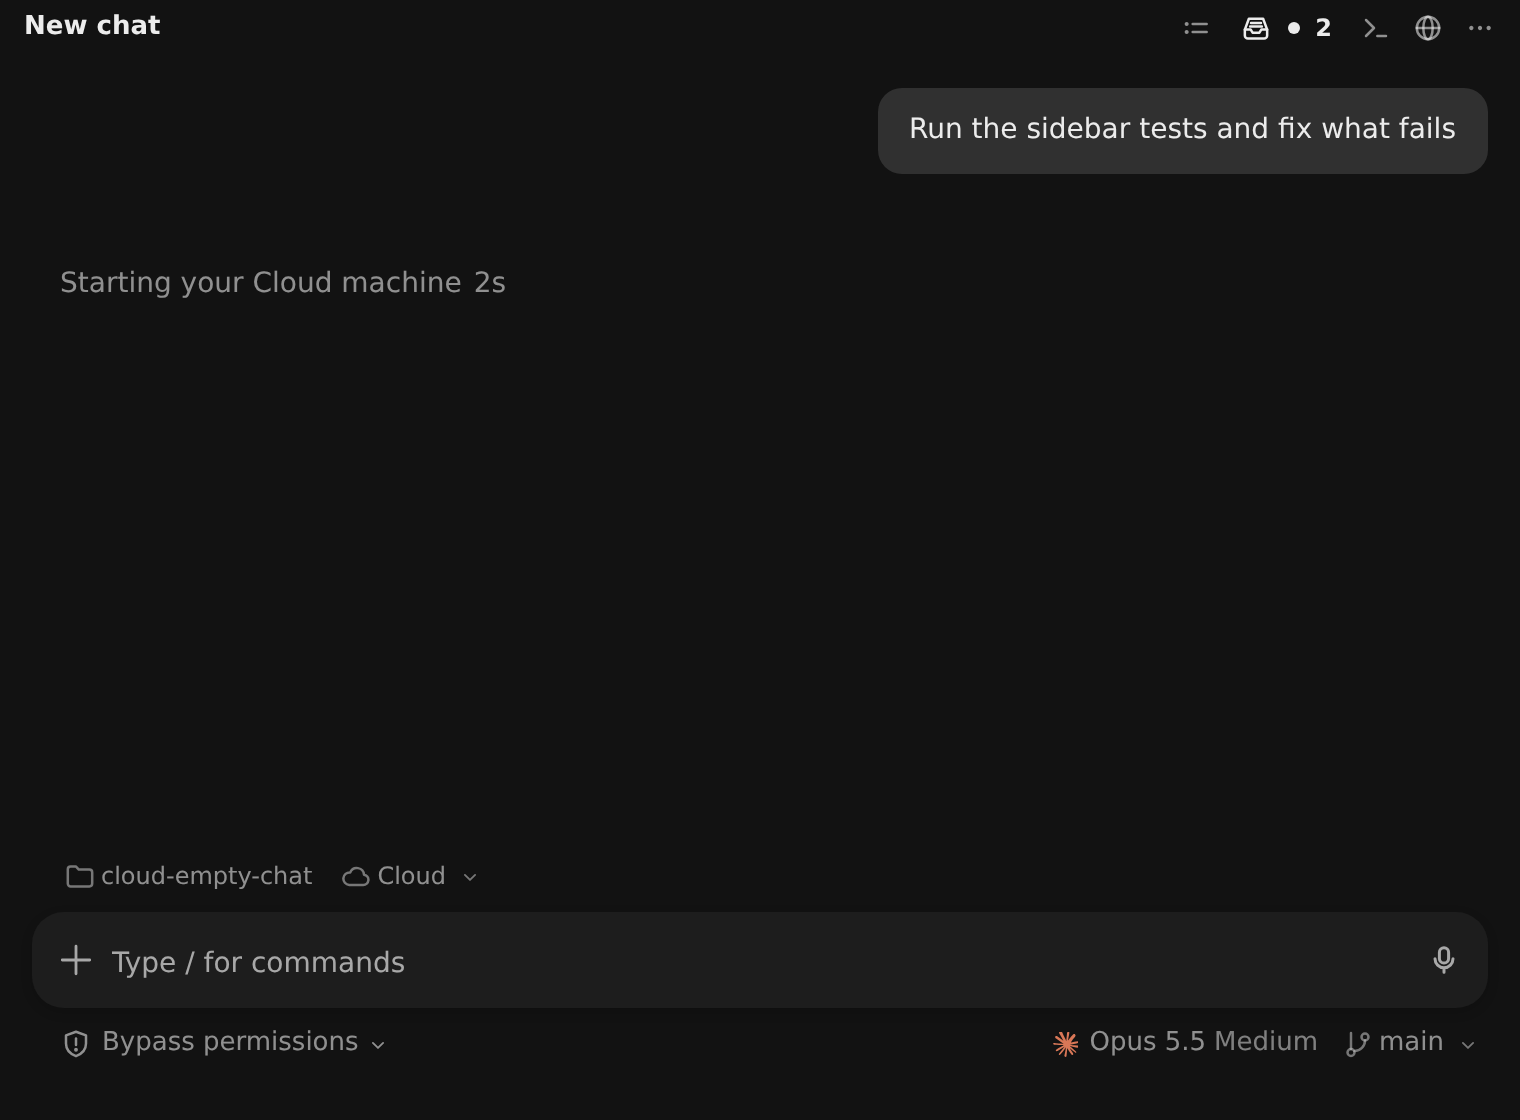 New chat
2
Run the sidebar tests and fix what fails
Starting your Cloud machine 2s
cloud-empty-chat Cloud
Type / for commands
Bypass permissions Opus 5.5 Medium main